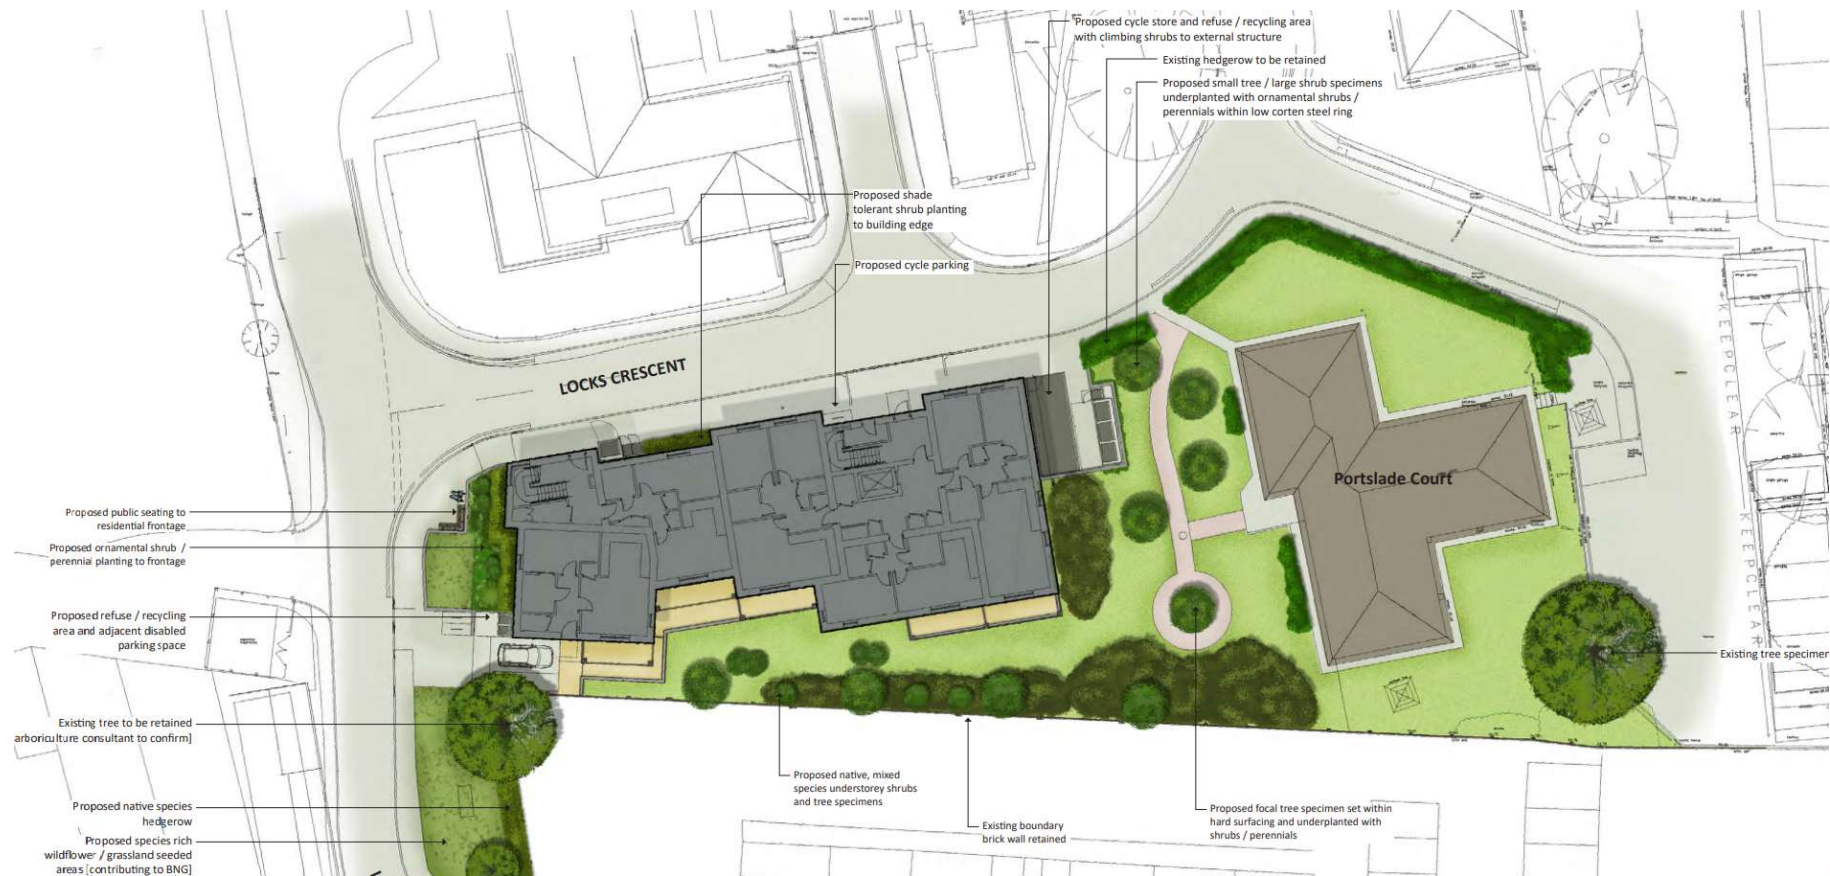 Proposed cycle store and refuse / recycling area
with climbing shrubs to external structure
Existing hedgerow to be retained
Proposed small tree / large shrub specimens
underplanted with ornamental shrubs /
perennials within low corten steel ring
Proposed shade
tolerant shrub planting
to building edge
Proposed cycle parking
LOCKS CRESCENT
Portslade Court
KEEP CLEAR
KEEP CLEAR
Proposed public seating to
residential frontage
Proposed ornamental shrub /
perennial planting to frontage
Proposed refuse / recycling
area and adjacent disabled
parking space
Existing tree specimen
Existing tree to be retained
arboriculture consultant to confirm]
Proposed native species
hedgerow
Proposed species rich
wildflower / grassland seeded
areas [contributing to BNG]
Proposed native, mixed
species understorey shrubs
and tree specimens
Existing boundary
brick wall retained
Proposed focal tree specimen set within
hard surfacing and underplanted with
shrubs / perennials